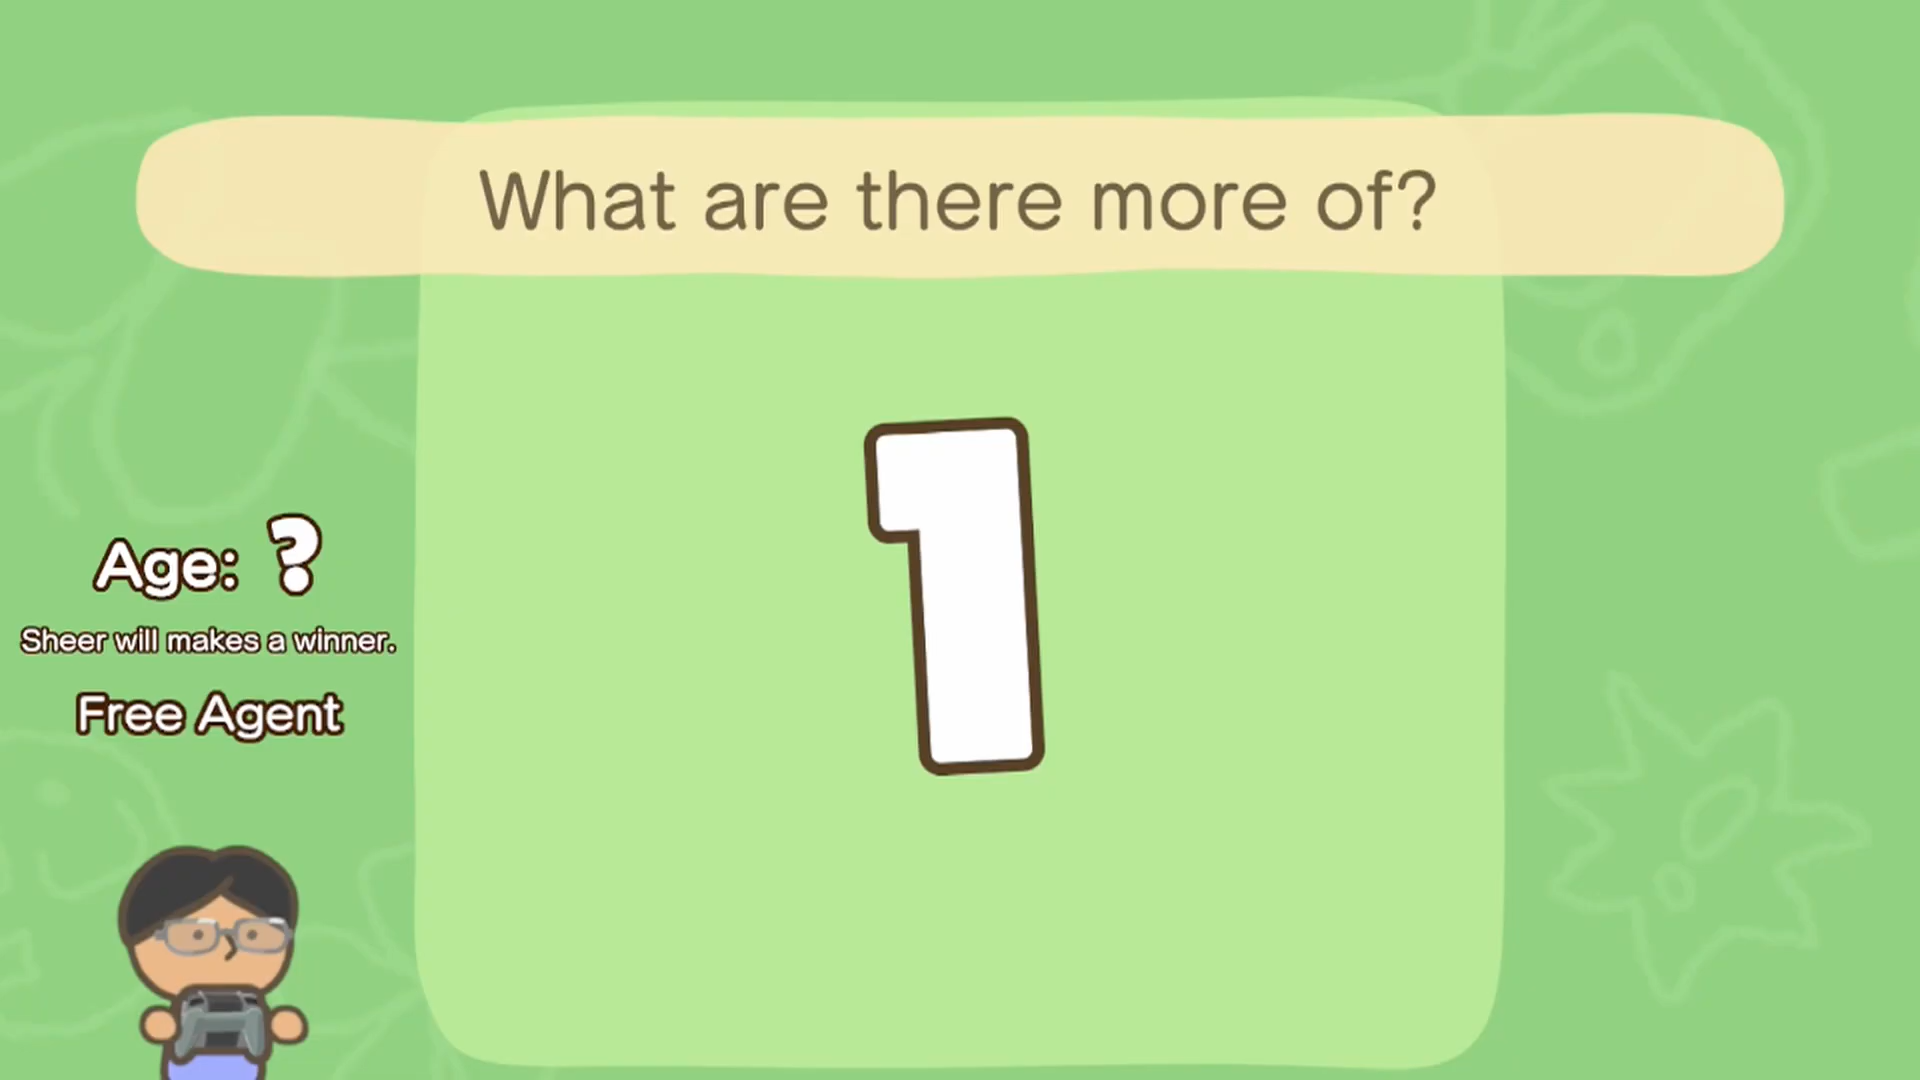 What are there more of?
1
Age: ?
Sheer will makes a winner.
Free Agent